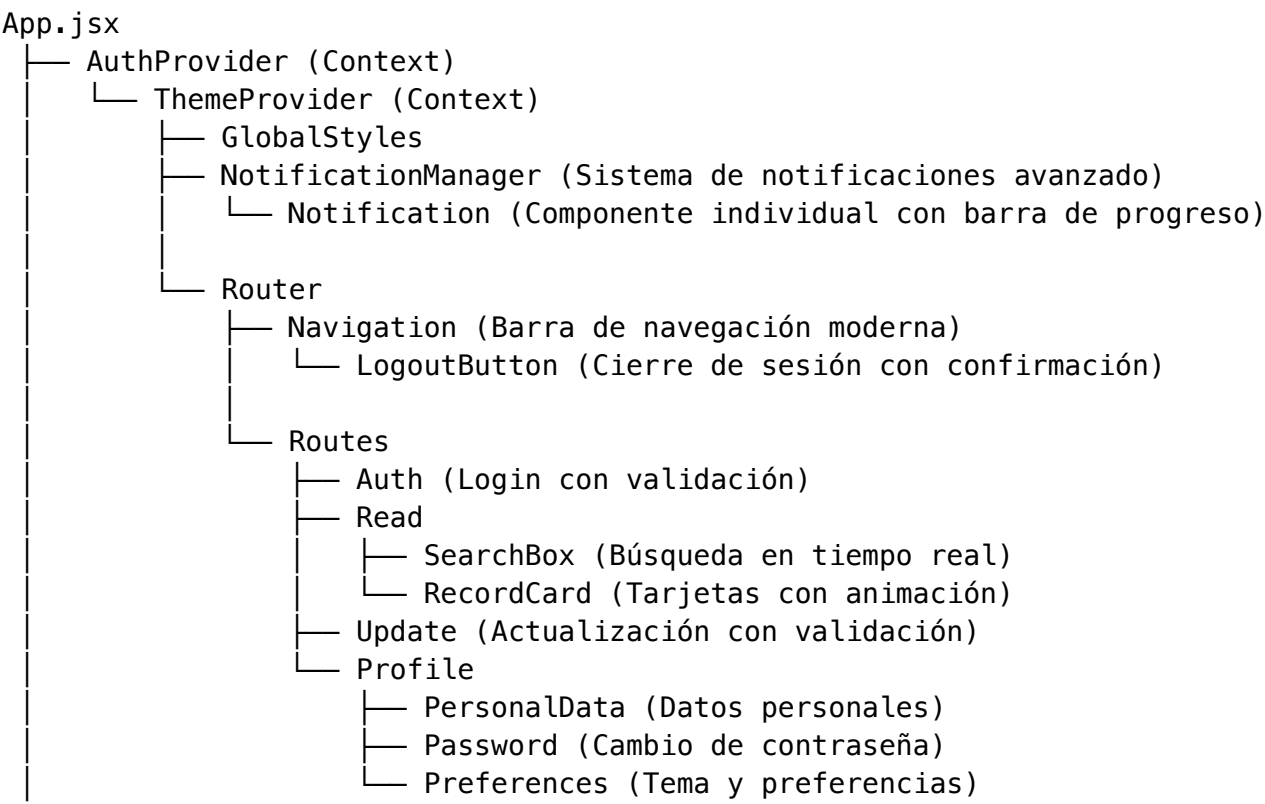 App.jsx
├── AuthProvider (Context)
│   └── ThemeProvider (Context)
│       ├── GlobalStyles
│       ├── NotificationManager (Sistema de notificaciones avanzado)
│       │   └── Notification (Componente individual con barra de progreso)
│       │
│       └── Router
│           ├── Navigation (Barra de navegación moderna)
│           │   └── LogoutButton (Cierre de sesión con confirmación)
│           │
│           └── Routes
│               ├── Auth (Login con validación)
│               ├── Read
│               │   ├── SearchBox (Búsqueda en tiempo real)
│               │   └── RecordCard (Tarjetas con animación)
│               ├── Update (Actualización con validación)
│               └── Profile
│                   ├── PersonalData (Datos personales)
│                   ├── Password (Cambio de contraseña)
│                   └── Preferences (Tema y preferencias)